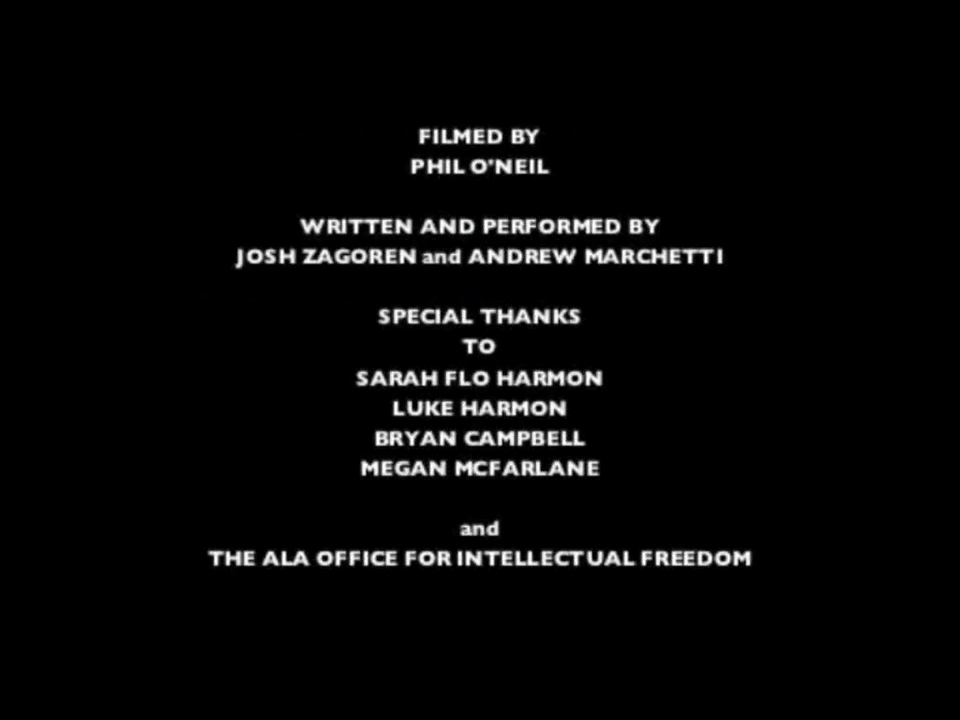 FILMED BY
PHIL O'NEIL
WRITTEN AND PERFORMED BY
JOSH ZAGOREN and ANDREW MARCHETTI
SPECIAL THANKS
TO
SARAH FLO HARMON
LUKE HARMON
BRYAN CAMPBELL
MEGAN MCFARLANE
and
THE ALA OFFICE FOR INTELLECTUAL FREEDOM